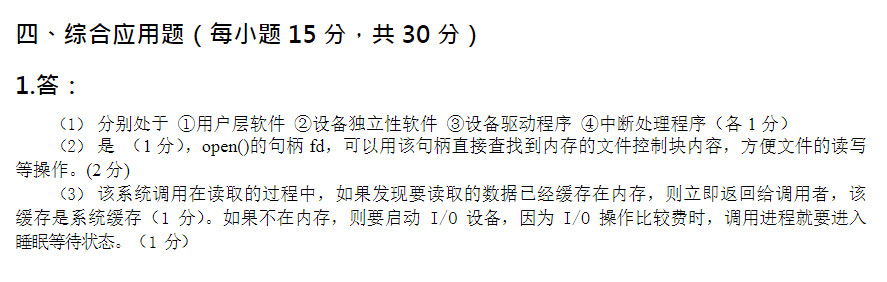 四、综合应用题（每小题 15 分，共 30 分）
1.答：
（1） 分别处于 ①用户层软件 ②设备独立性软件 ③设备驱动程序 ④中断处理程序（各 1 分）
（2） 是 （1 分），open()的句柄 fd，可以用该句柄直接查找到内存的文件控制块内容，方便文件的读写
等操作。(2 分)
（3） 该系统调用在读取的过程中，如果发现要读取的数据已经缓存在内存，则立即返回给调用者，该
缓存是系统缓存（1 分）。如果不在内存，则要启动 I/O 设备，因为 I/O 操作比较费时，调用进程就要进入
睡眠等待状态。（1 分）